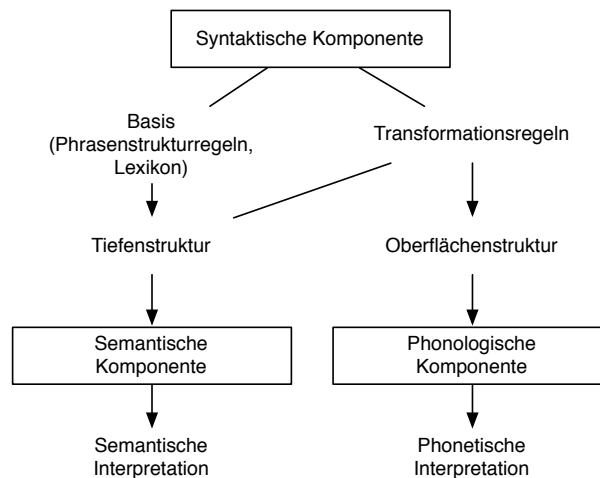 Syntaktische Komponente
Basis
(Phrasenstrukturregeln,
Lexikon)
Transformationsregeln
Tiefenstruktur
Oberflächenstruktur
Semantische
Komponente
Phonologische
Komponente
Semantische
Interpretation
Phonetische
Interpretation